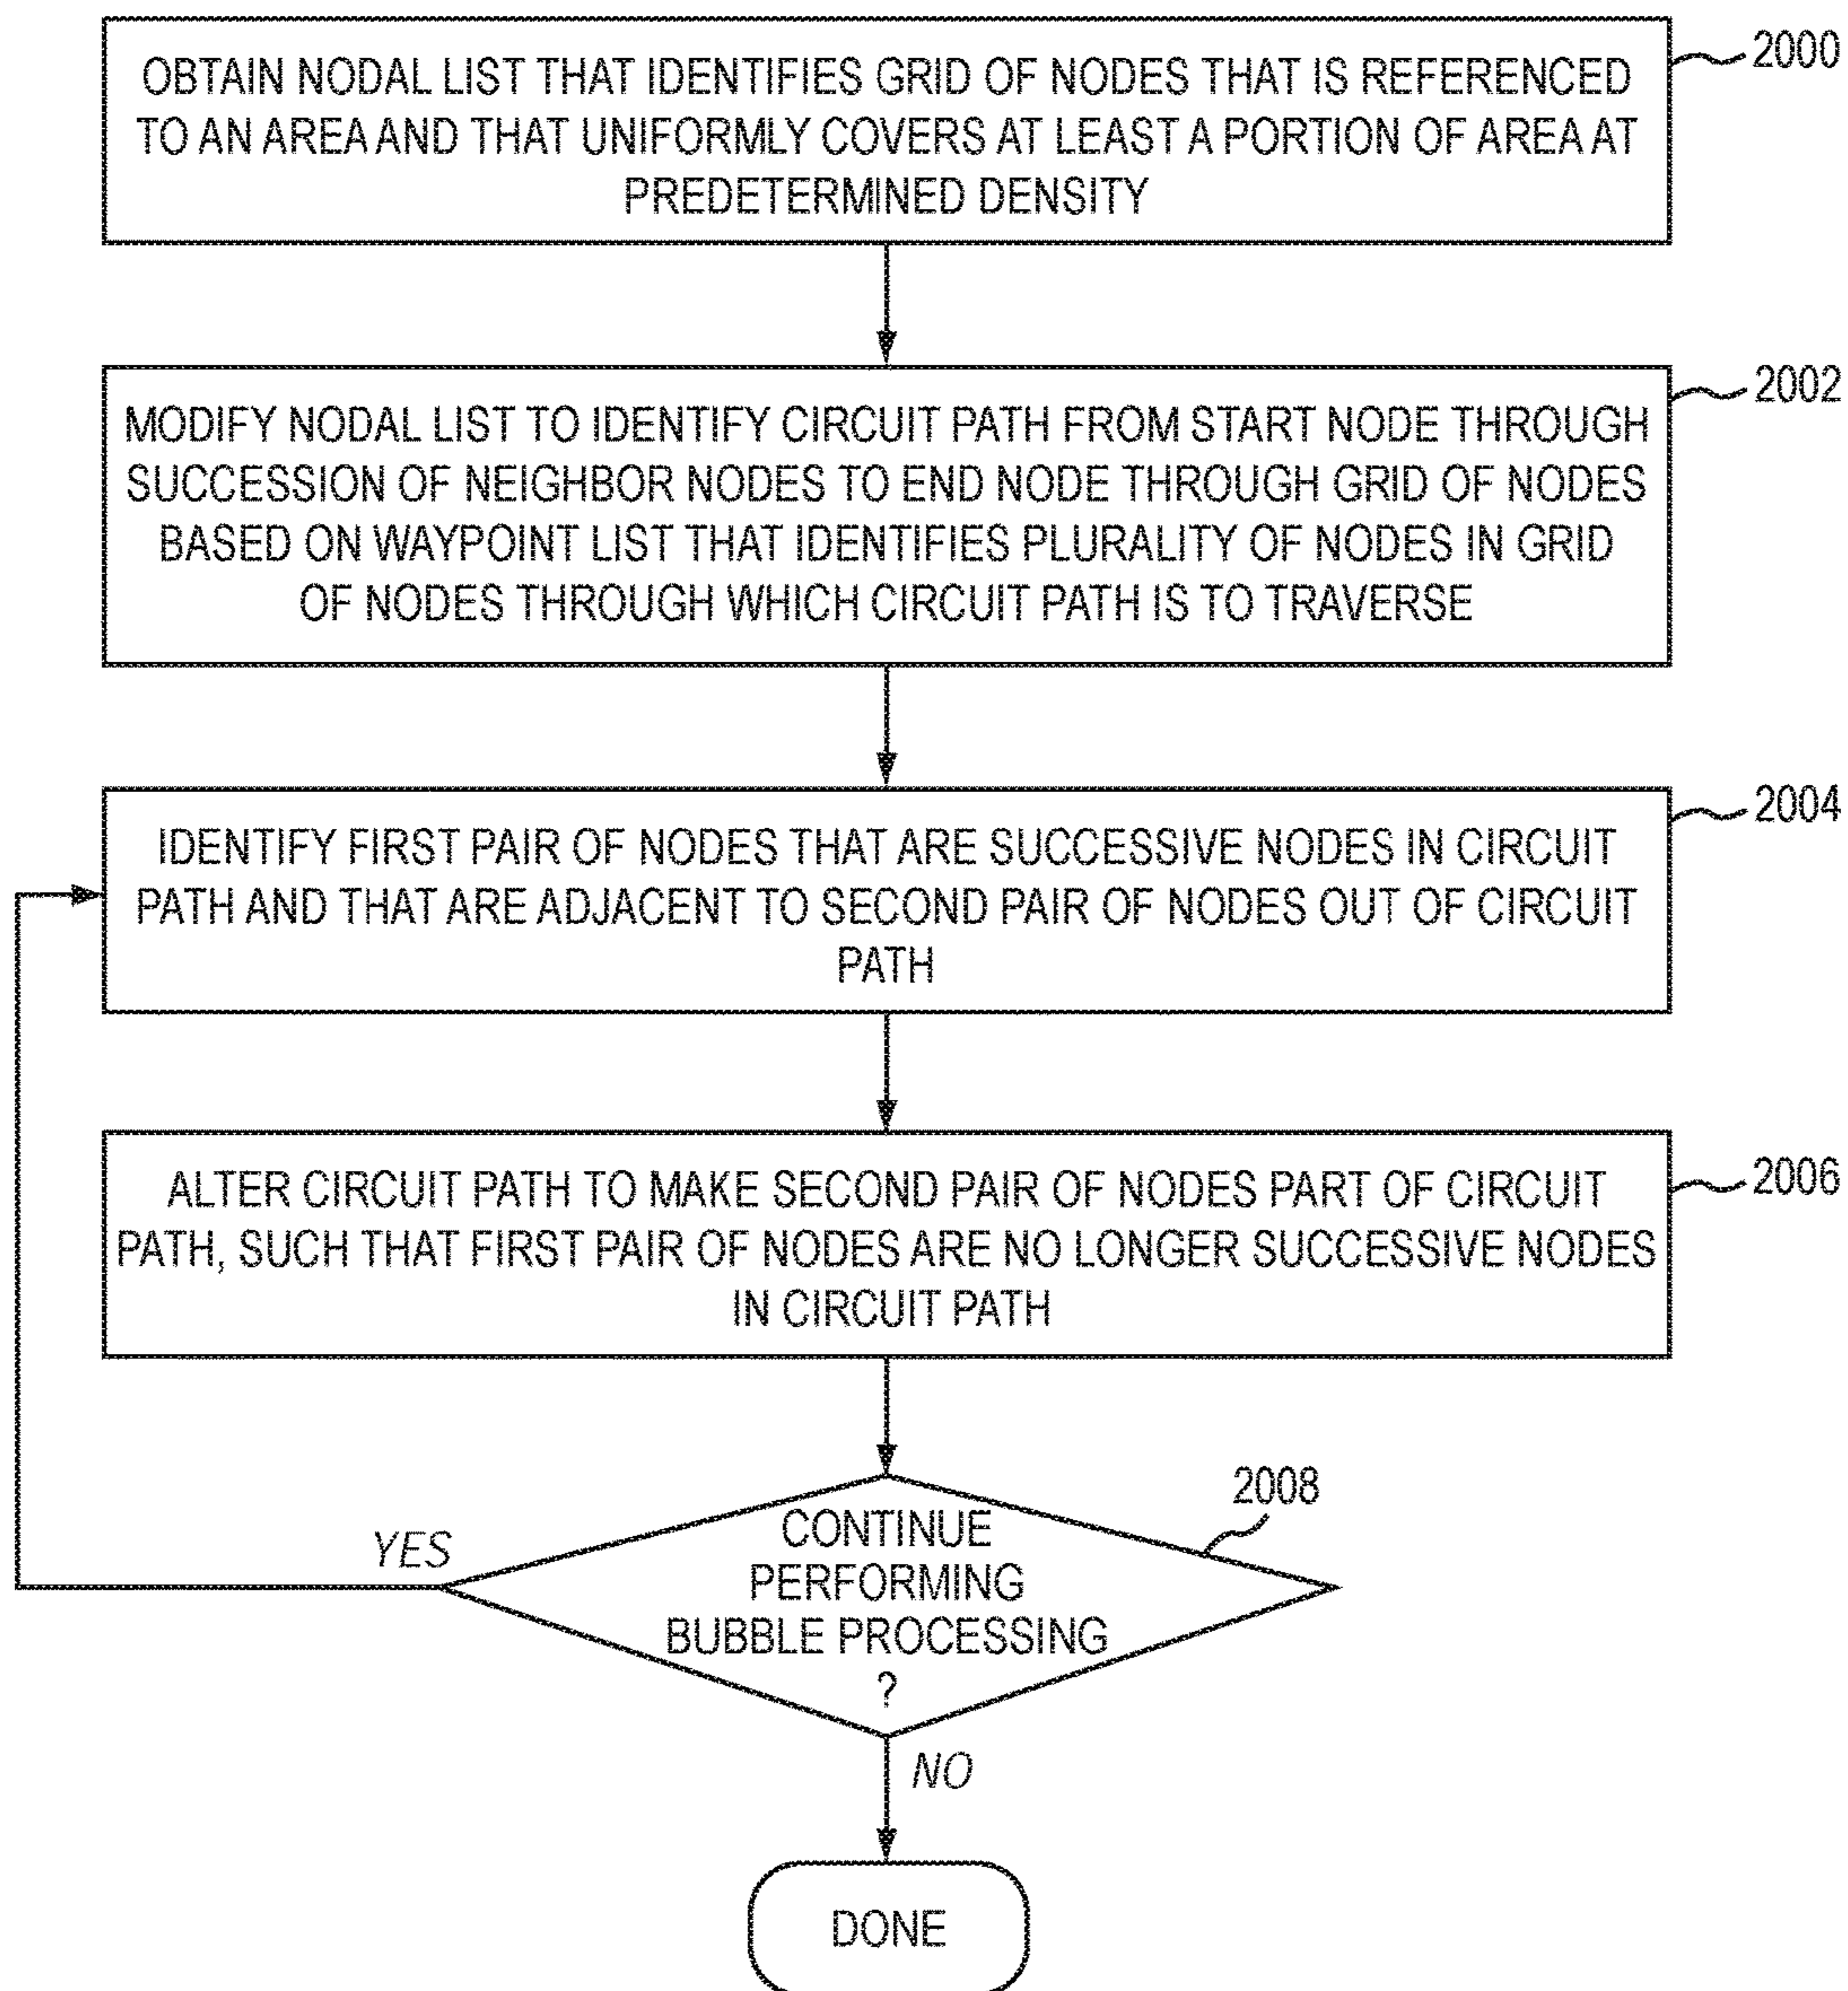 OBTAIN NODAL LIST THAT IDENTIFIES GRID OF NODES THAT IS REFERENCED
TO AN AREA AND THAT UNIFORMLY COVERS AT LEAST A PORTION OF AREA AT
PREDETERMINED DENSITY
2000
MODIFY NODAL LIST TO IDENTIFY CIRCUIT PATH FROM START NODE THROUGH
SUCCESSION OF NEIGHBOR NODES TO END NODE THROUGH GRID OF NODES
BASED ON WAYPOINT LIST THAT IDENTIFIES PLURALITY OF NODES IN GRID
OF NODES THROUGH WHICH CIRCUIT PATH IS TO TRAVERSE
2002
IDENTIFY FIRST PAIR OF NODES THAT ARE SUCCESSIVE NODES IN CIRCUIT
PATH AND THAT ARE ADJACENT TO SECOND PAIR OF NODES OUT OF CIRCUIT
PATH
2004
ALTER CIRCUIT PATH TO MAKE SECOND PAIR OF NODES PART OF CIRCUIT
PATH, SUCH THAT FIRST PAIR OF NODES ARE NO LONGER SUCCESSIVE NODES
IN CIRCUIT PATH
2006
CONTINUE
PERFORMING
BUBBLE PROCESSING
?
2008
YES
NO
DONE